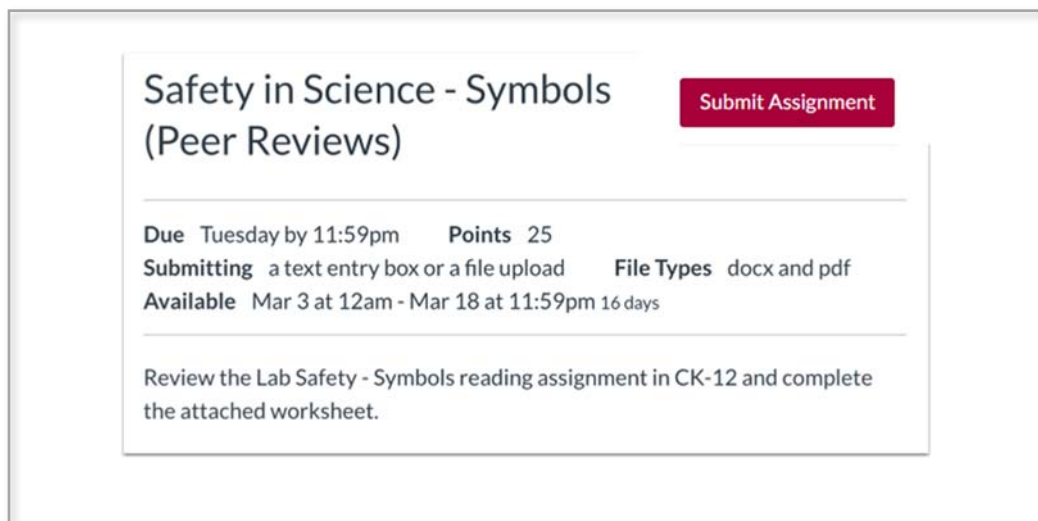 Safety in Science - Symbols
(Peer Reviews)
Submit Assignment
Due Tuesday by 11:59pm Points 25
Submitting a text entry box or a file upload File Types docx and pdf
Available Mar 3 at 12am - Mar 18 at 11:59pm 16 days
Review the Lab Safety - Symbols reading assignment in CK-12 and complete
the attached worksheet.